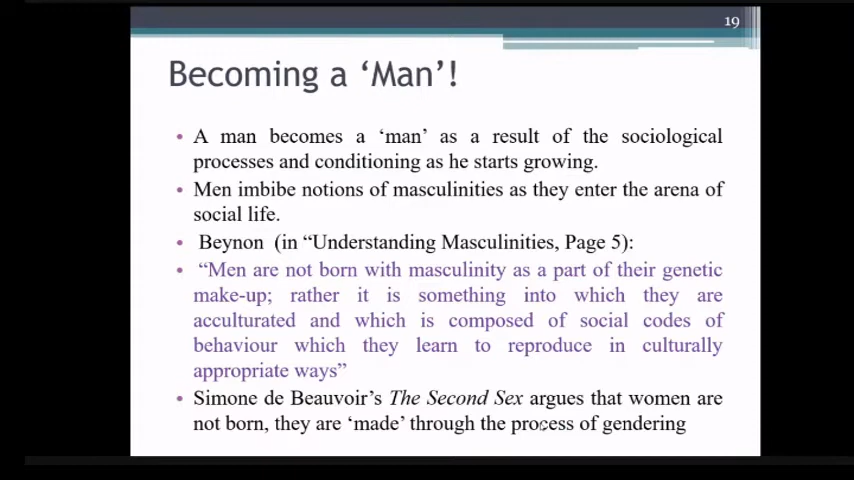 19
Becoming a ‘Man’!
• A man becomes a ‘man’ as a result of the sociological
processes and conditioning as he starts growing.
• Men imbibe notions of masculinities as they enter the arena of
social life.
• Beynon (in “Understanding Masculinities, Page 5):
• “Men are not born with masculinity as a part of their genetic
make-up; rather it is something into which they are
acculturated and which is composed of social codes of
behaviour which they learn to reproduce in culturally
appropriate ways”
• Simone de Beauvoir’s The Second Sex argues that women are
not born, they are ‘made’ through the process of gendering